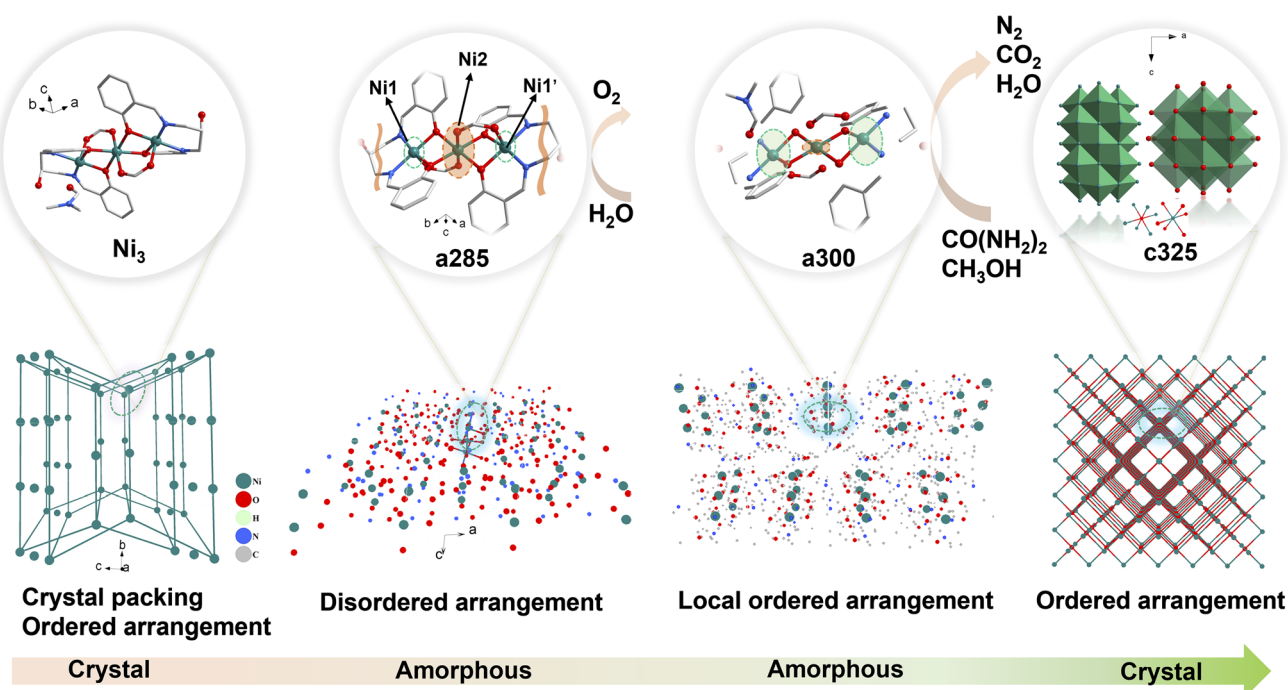 c
b
a
Ni3
Ni1
Ni2
Ni1’
b
c
a
a285
O2
H2O
a300
N2
CO2
H2O
CO(NH2)2
CH3OH
a
c
c325
Ni
O
H
N
C
b
c
a
a
c
Crystal packing
Ordered arrangement
Disordered arrangement
Local ordered arrangement
Ordered arrangement
Crystal
Amorphous
Amorphous
Crystal